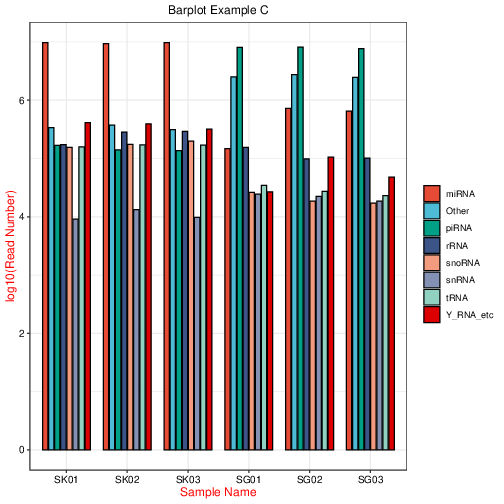 Barplot Example C
log10(Read Number)
6
4
2
0
SK01 SK02 SK03 SG01 SG02 SG03
Sample Name
miRNA
Other
piRNA
rRNA
snoRNA
snRNA
tRNA
Y_RNA_etc